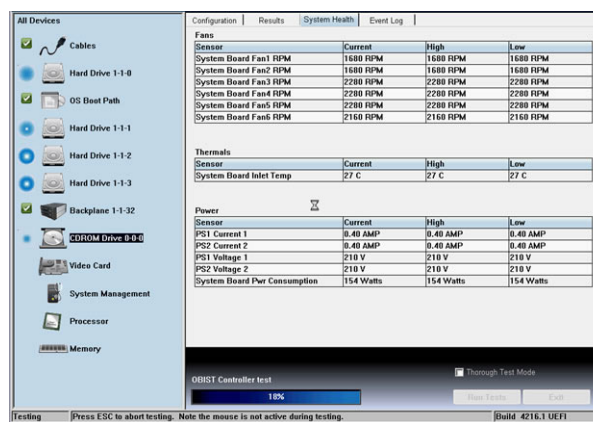 All Devices
Cables
Hard Drive 1-1-0
OS Boot Path
Hard Drive 1-1-1
Hard Drive 1-1-2
Hard Drive 1-1-3
Backplane 1-1-32
CDROM Drive 0-0-0
Video Card
System Management
Processor
Memory
Configuration Results System Health Event Log
Fans
Sensor Current High Low
System Board Fan1 RPM 1680 RPM 1680 RPM 1680 RPM
System Board Fan2 RPM 1680 RPM 1680 RPM 1680 RPM
System Board Fan3 RPM 2280 RPM 2280 RPM 2280 RPM
System Board Fan4 RPM 2280 RPM 2280 RPM 2280 RPM
System Board Fan5 RPM 2280 RPM 2280 RPM 2280 RPM
System Board Fan6 RPM 2160 RPM 2160 RPM 2160 RPM
Thermals
Sensor Current High Low
System Board Inlet Temp 27 C 27 C 27 C
Power
Sensor Current High Low
PS1 Current 1 0.40 AMP 0.40 AMP 0.40 AMP
PS2 Current 2 0.40 AMP 0.40 AMP 0.40 AMP
PS1 Voltage 1 210 V 210 V 210 V
PS2 Voltage 2 210 V 210 V 210 V
System Board Pwr Consumption 154 Watts 154 Watts 154 Watts
Thorough Test Mode
OBIST Controller test
18%
Run Tests Exit
Testing Press ESC to abort testing. Note the mouse is not active during testing. Build 4216.1 UEFI